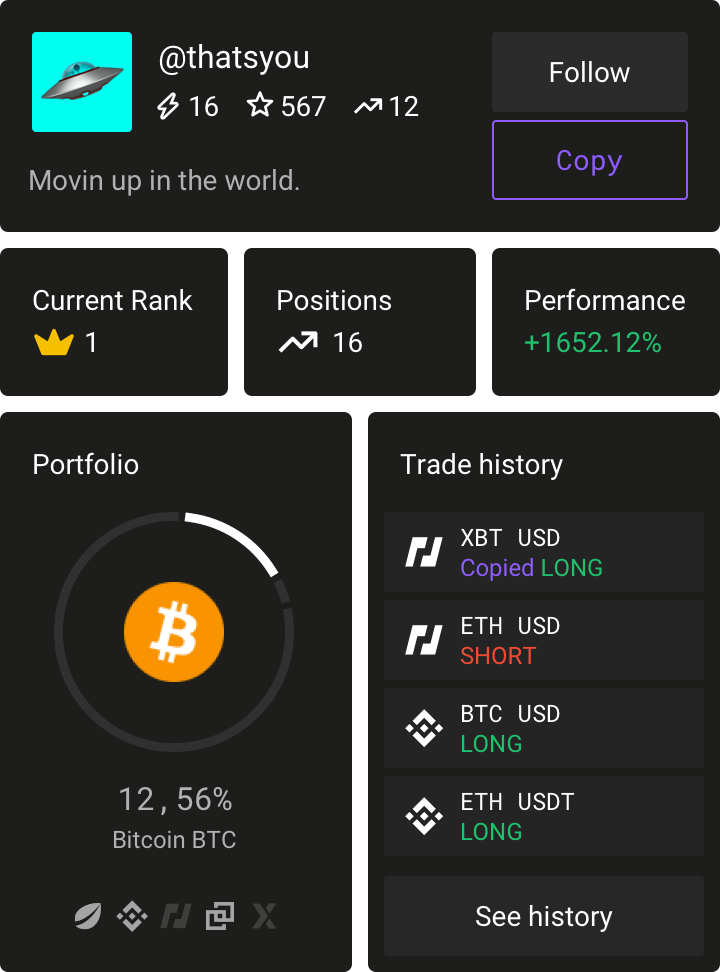 @thatsyou
16 567 12
Follow
Copy
Movin up in the world.
Current Rank
1
Positions
16
Performance
+1652.12%
Portfolio
12,56%
Bitcoin BTC
Trade history
XBT USD
Copied LONG
ETH USD
SHORT
BTC USD
LONG
ETH USDT
LONG
See history